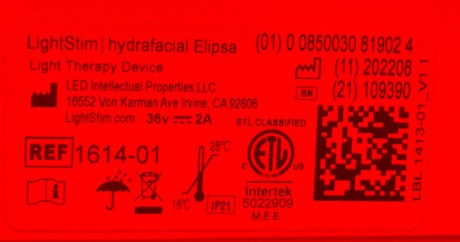 LightStim | hydrafacial Elipsa
Light Therapy Device
LED Intellectual Properties,LLC
16552 Von Karman Ave Irvine, CA 92606
LightStim.com 36v 2A
(01) 0 0850030 81902 4
(11) 202208
SN (21) 109390
REF 1614-01
28°C
18°C
IP21
ETL CLASSIFIED
C ETL US
Intertek
5022909
M.E.E.
LBL 1413-01_V1.1